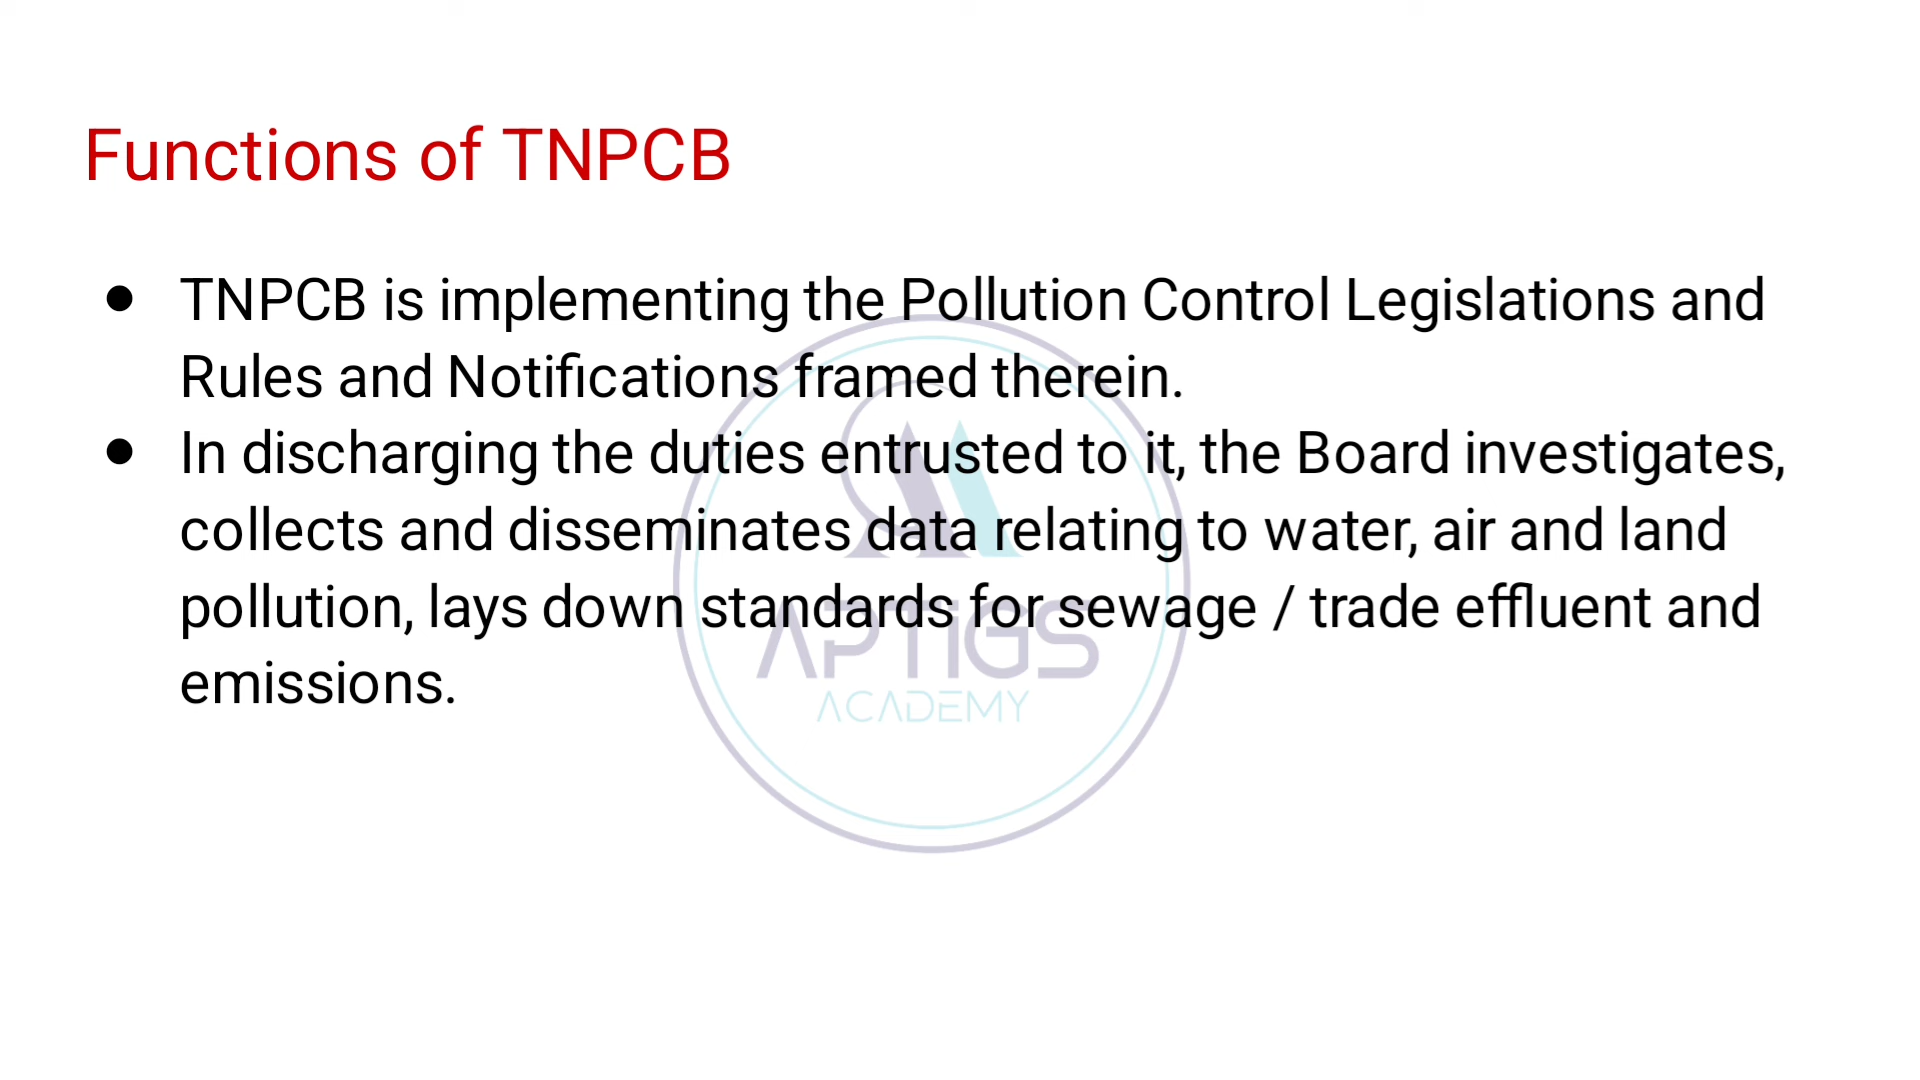 Functions of TNPCB
● TNPCB is implementing the Pollution Control Legislations and
Rules and Notifications framed therein.
● In discharging the duties entrusted to it, the Board investigates,
collects and disseminates data relating to water, air and land
pollution, lays down standards for sewage / trade effluent and
emissions.
APTiGS
ACADEMY